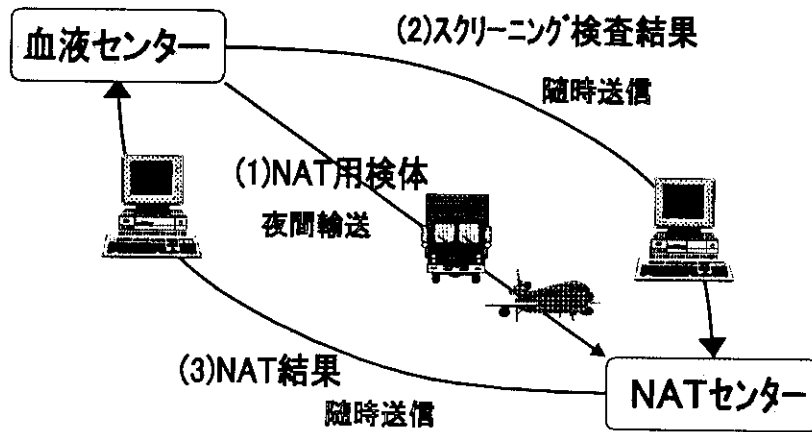 血液センター
(2)スクリーニング検査結果
随時送信
(1)NAT用検体
夜間輸送
(3)NAT結果
随時送信
NATセンター